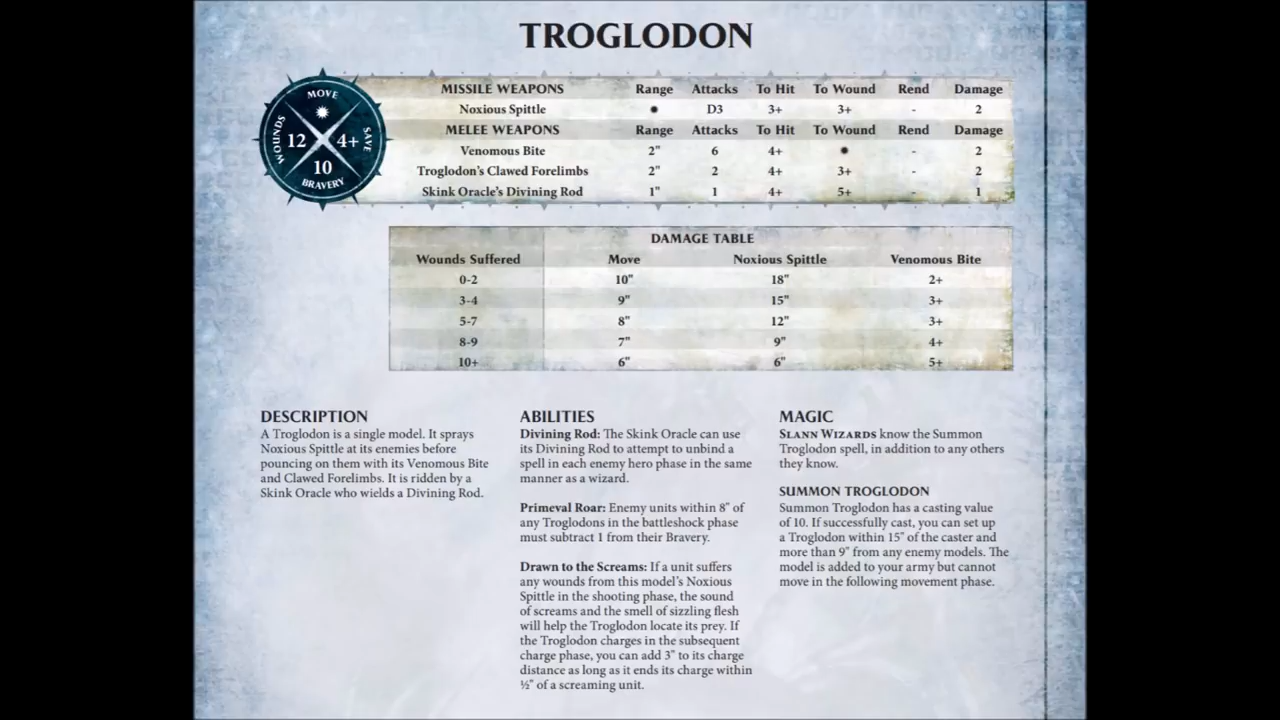 TROGLODON
MOVE
WOUNDS 12 4+ SAVE
10
BRAVERY
MISSILE WEAPONS Range Attacks To Hit To Wound Rend Damage
Noxious Spittle ✹ D3 3+ 3+ - 2
MELEE WEAPONS Range Attacks To Hit To Wound Rend Damage
Venomous Bite 2" 6 4+ ✹ - 2
Troglodon's Clawed Forelimbs 2" 2 4+ 3+ - 2
Skink Oracle's Divining Rod 1" 1 4+ 5+ - 1
DAMAGE TABLE
Wounds Suffered Move Noxious Spittle Venomous Bite
0-2 10" 18" 2+
3-4 9" 15" 3+
5-7 8" 12" 3+
8-9 7" 9" 4+
10+ 6" 6" 5+
DESCRIPTION
A Troglodon is a single model. It sprays
Noxious Spittle at its enemies before
pouncing on them with its Venomous Bite
and Clawed Forelimbs. It is ridden by a
Skink Oracle who wields a Divining Rod.
ABILITIES
Divining Rod: The Skink Oracle can use
its Divining Rod to attempt to unbind a
spell in each enemy hero phase in the same
manner as a wizard.
Primeval Roar: Enemy units within 8" of
any Troglodons in the battleshock phase
must subtract 1 from their Bravery.
Drawn to the Screams: If a unit suffers
any wounds from this model's Noxious
Spittle in the shooting phase, the sound
of screams and the smell of sizzling flesh
will help the Troglodon locate its prey. If
the Troglodon charges in the subsequent
charge phase, you can add 3" to its charge
distance as long as it ends its charge within
½" of a screaming unit.
MAGIC
SLANN WIZARDS know the Summon
Troglodon spell, in addition to any others
they know.
SUMMON TROGLODON
Summon Troglodon has a casting value
of 10. If successfully cast, you can set up
a Troglodon within 15" of the caster and
more than 9" from any enemy models. The
model is added to your army but cannot
move in the following movement phase.